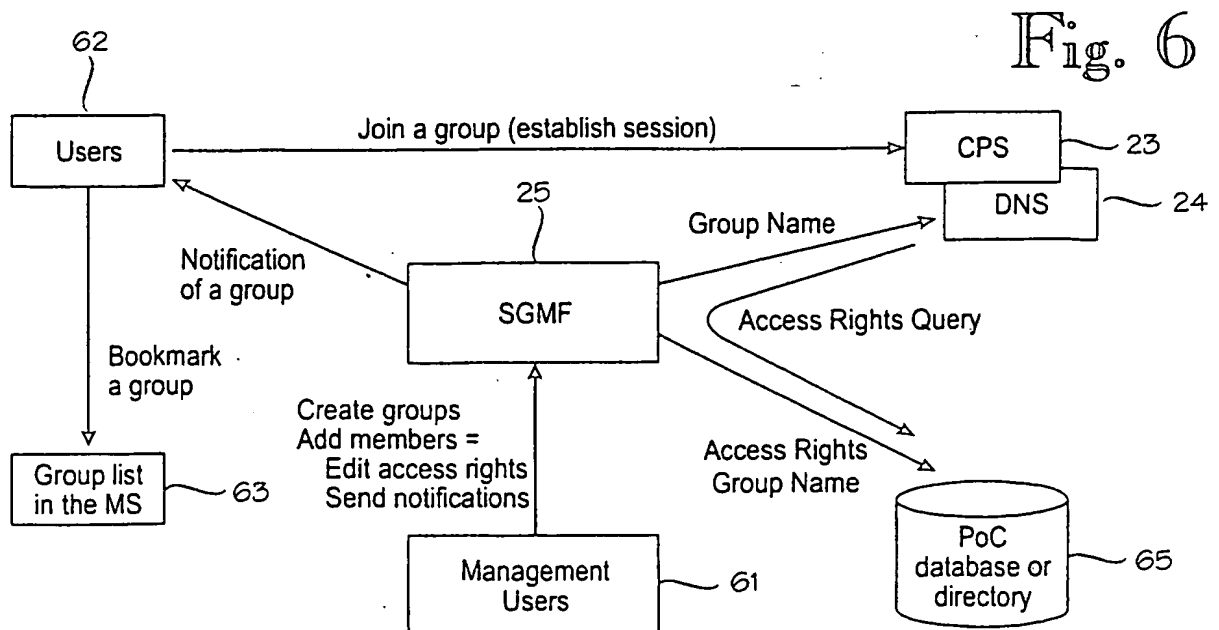 Fig. 6
62
Users
Join a group (establish session)
CPS
23
DNS
24
25
Group Name
Notification
of a group
SGMF
Access Rights Query
Bookmark
a group
Create groups
Add members =
Edit access rights
Send notifications
Access Rights
Group Name
Group list
in the MS
63
Management
Users
61
PoC
database or
directory
65